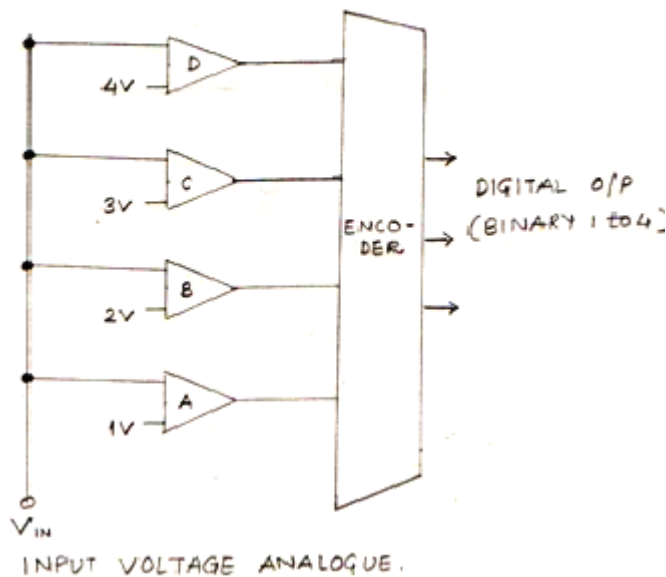 D
4V
C
3V
ENCO-
DER
DIGITAL O/P
(BINARY 1 to 4)
B
2V
A
1V
VIN
INPUT VOLTAGE ANALOGUE.